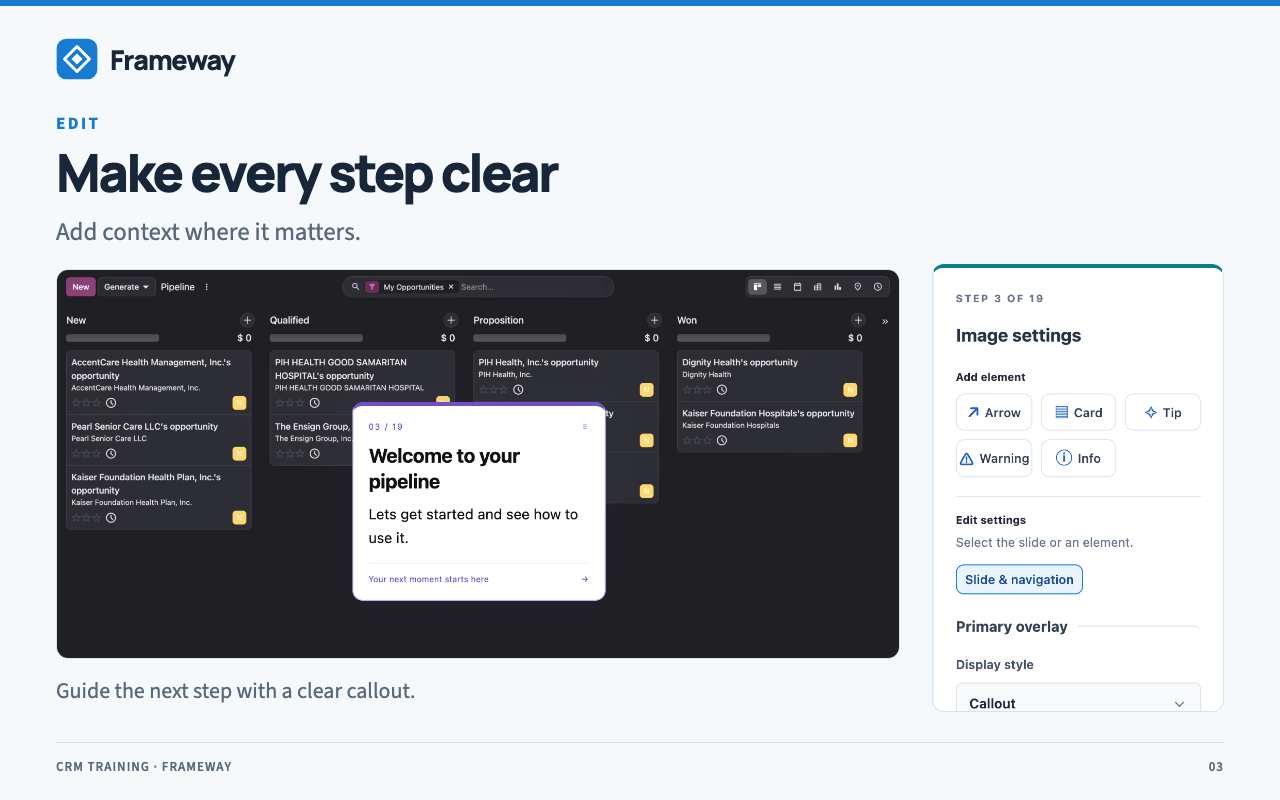 Frameway
EDIT
Make every step clear
Add context where it matters.
New
Generate
Pipeline
My Opportunities ×
Search...
New
$ 0
AccentCare Health Management, Inc.'s
opportunity
AccentCare Health Management, Inc.
N
Pearl Senior Care LLC's opportunity
Pearl Senior Care LLC
N
Kaiser Foundation Health Plan, Inc.'s
opportunity
Kaiser Foundation Health Plan, Inc.
N
Qualified
$ 0
PIH HEALTH GOOD SAMARITAN
HOSPITAL's opportunity
PIH HEALTH GOOD SAMARITAN HOSPITAL
The Ensign Group,
The Ensign Group, Inc.
Proposition
$ 0
PIH Health, Inc.'s opportunity
PIH Health, Inc.
N
N
N
Won
$ 0
»
Dignity Health's opportunity
Dignity Health
N
Kaiser Foundation Hospitals's opportunity
Kaiser Foundation Hospitals
N
03 / 19
Welcome to your
pipeline
Lets get started and see how to
use it.
Your next moment starts here →
Guide the next step with a clear callout.
STEP 3 OF 19
Image settings
Add element
Arrow
Card
Tip
Warning
Info
Edit settings
Select the slide or an element.
Slide & navigation
Primary overlay
Display style
Callout
CRM TRAINING · FRAMEWAY
03